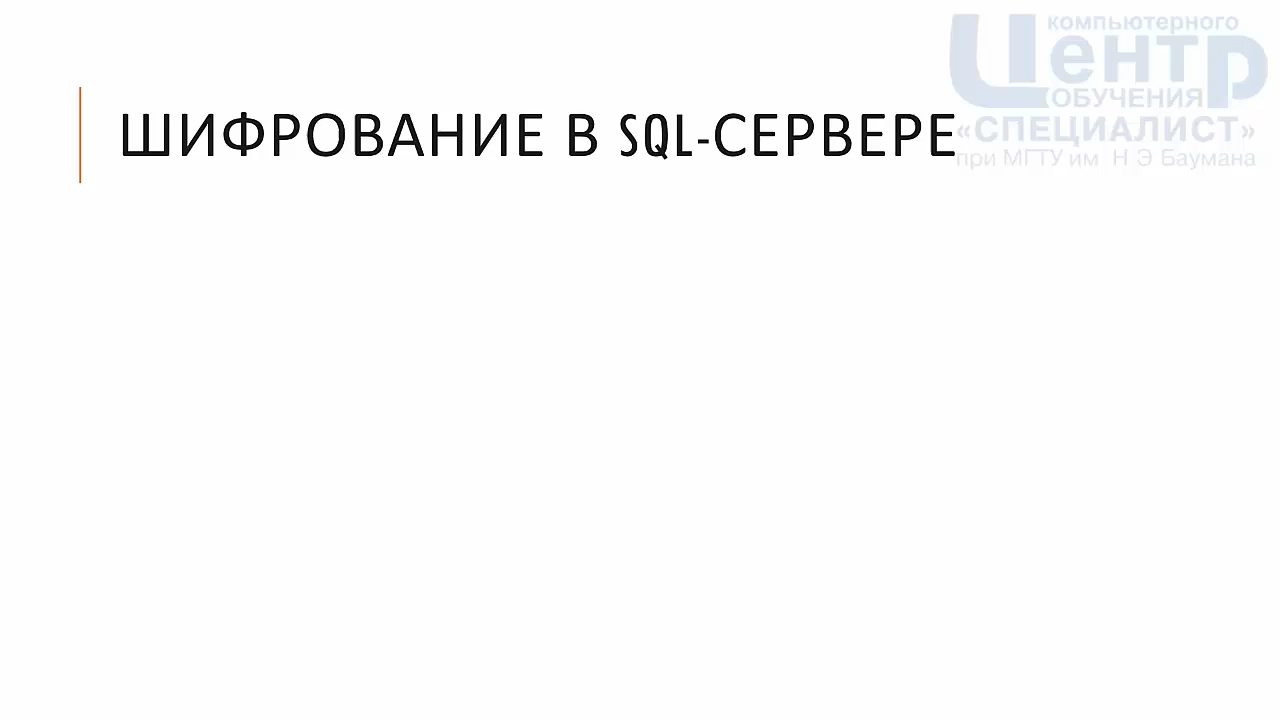 компьютерного
Центр
ОБУЧЕНИЯ
«СПЕЦИАЛИСТ»
при МГТУ им Н Э Баумана
ШИФРОВАНИЕ В SQL-СЕРВЕРЕ